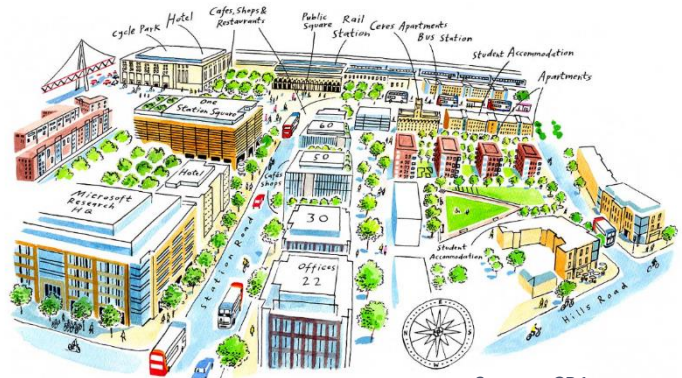 Cycle Park
Hotel
Cafes, Shops &
Restaurants
Public
Square
Rail
Station
Ceres Apartments
Bus Station
Student Accommodation
Apartments
One
Station Square
60
50
Cafés
Shops
Hotel
Microsoft
Research
HQ
30
Station Road
Offices
22
Student
Accommodation
Hills Road
E